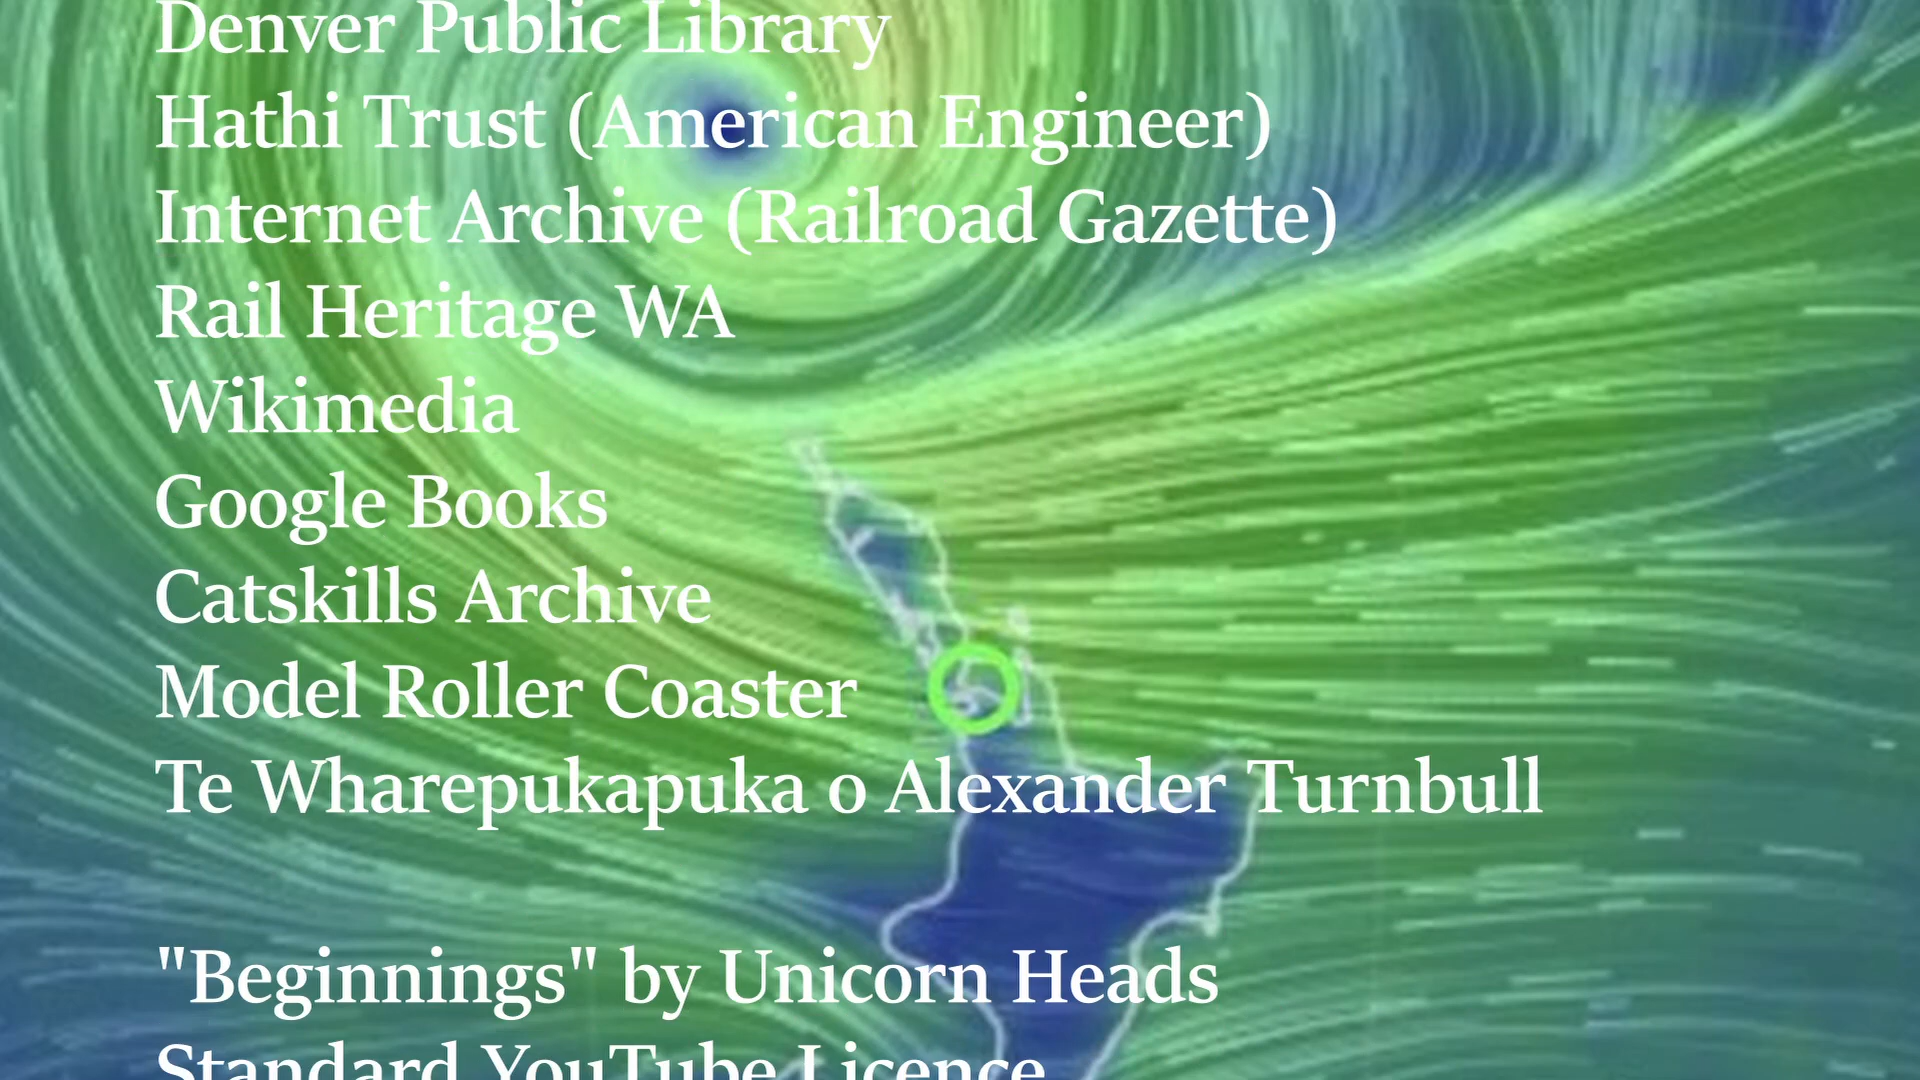 Denver Public Library
Hathi Trust (American Engineer)
Internet Archive (Railroad Gazette)
Rail Heritage WA
Wikimedia
Google Books
Catskills Archive
Model Roller Coaster
Te Wharepukapuka o Alexander Turnbull
"Beginnings" by Unicorn Heads
Standard YouTube Licence